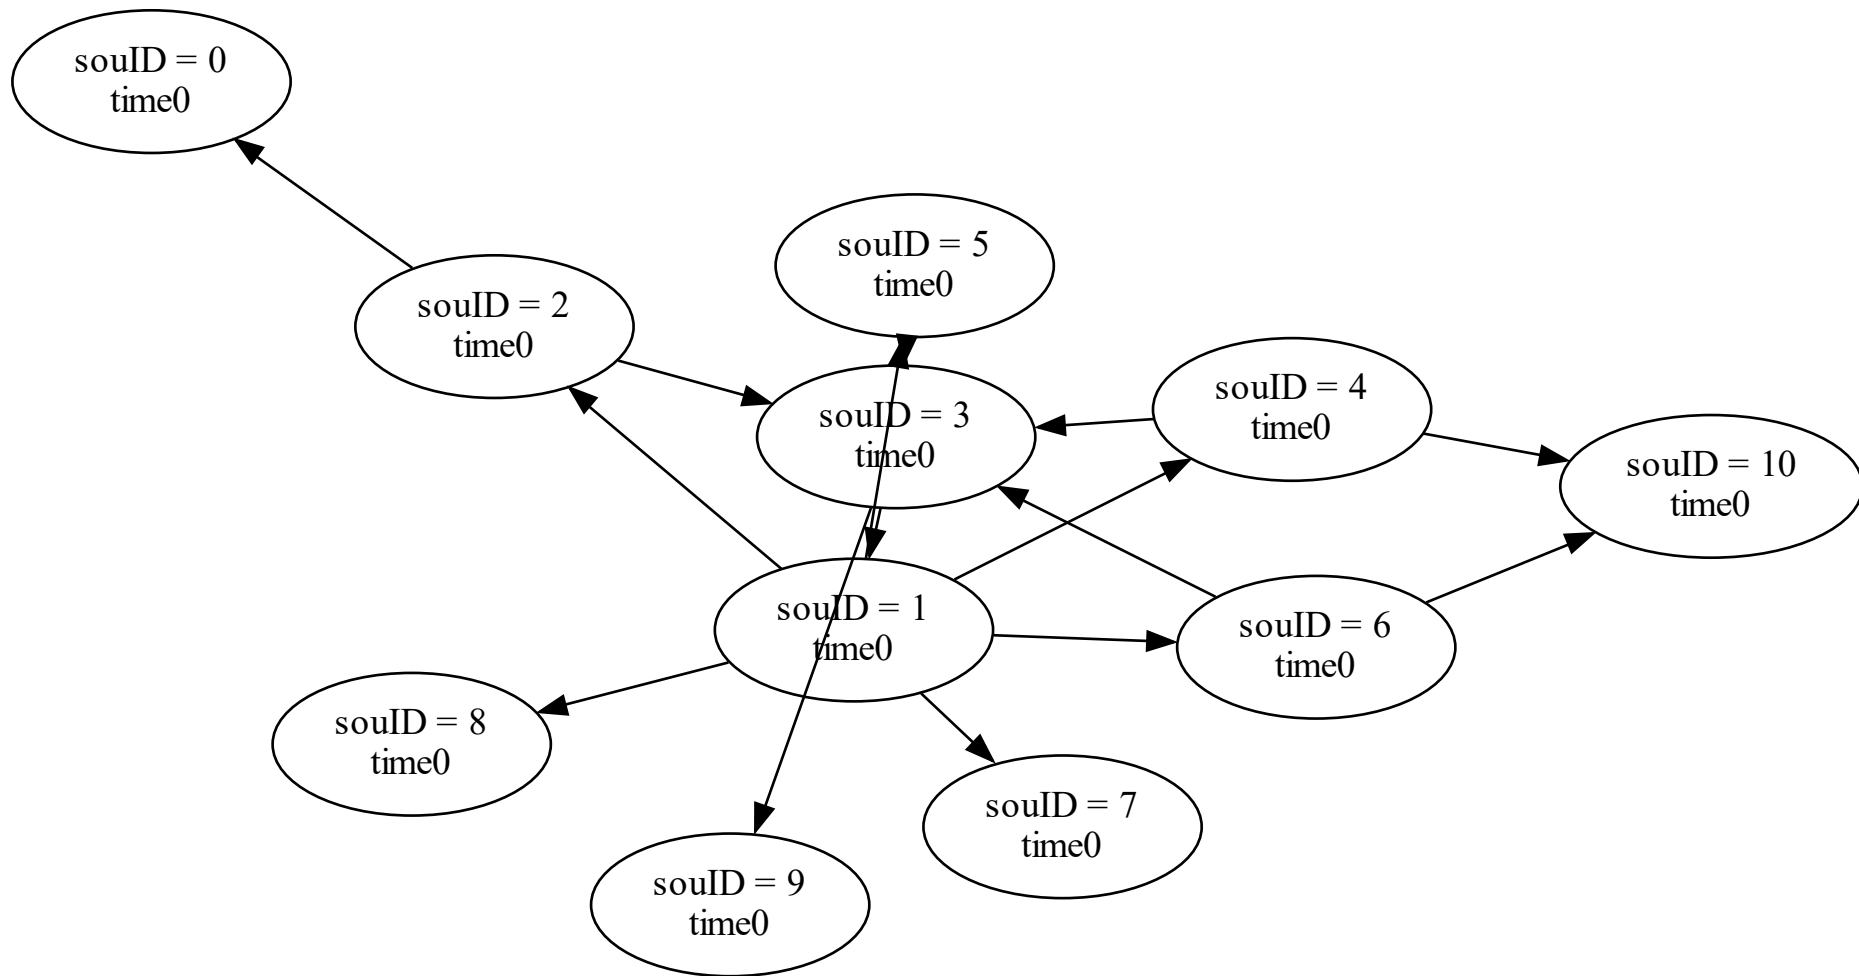 souID = 0
time0
souID = 5
time0
souID = 2
time0
souID = 3
time0
souID = 4
time0
souID = 10
time0
souID = 1
time0
souID = 6
time0
souID = 8
time0
souID = 7
time0
souID = 9
time0